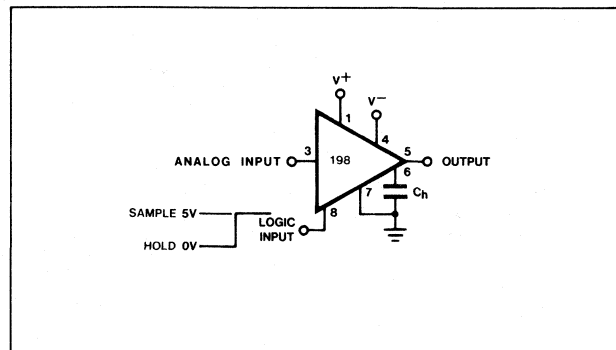 V+
V−
1
4
3
198
5
6
7
8
ANALOG INPUT
OUTPUT
Ch
SAMPLE 5V
LOGIC
INPUT
HOLD 0V